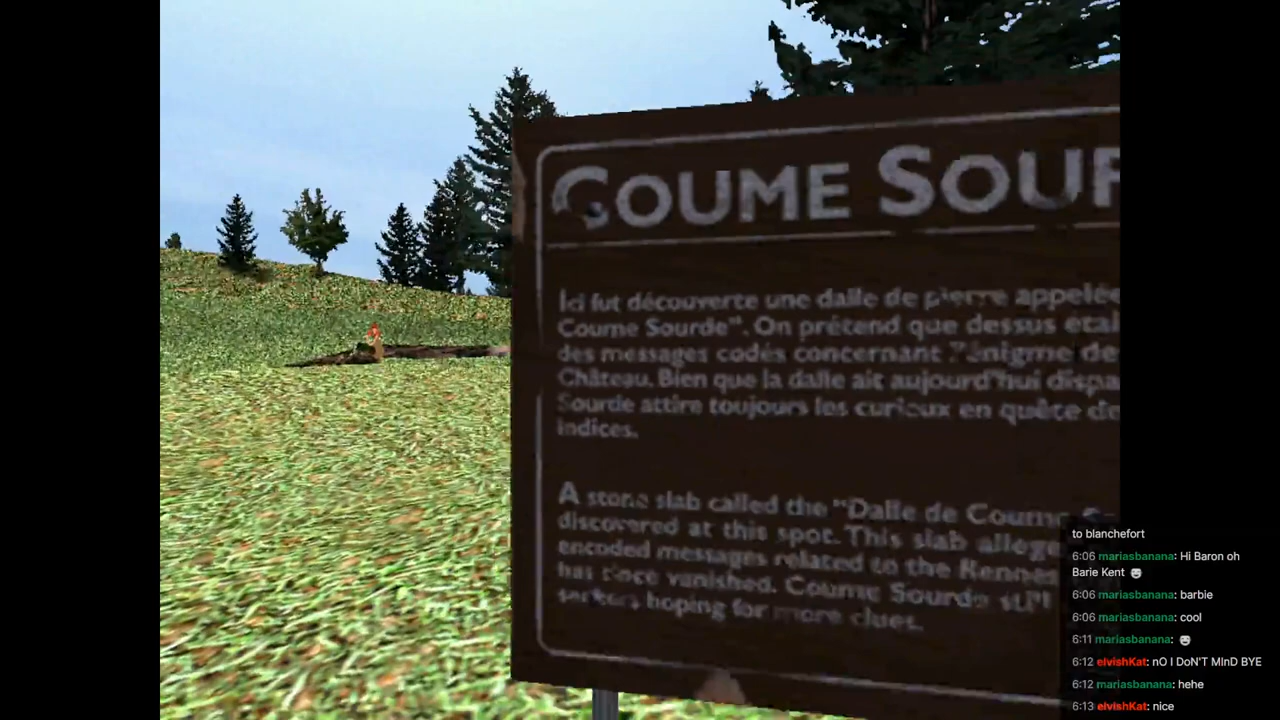 COUME SOUR
Ici fut découverte une dalle de pierre appelée
Coume Sourde". On prétend que dessus étai
des messages codés concernant l'énigme de
Château. Bien que la dalle ait aujourd'hui dispa
Sourde attire toujours les curieux en quête de
indices.
A stone slab called the "Dalle de Coume S
discovered at this spot. This slab alleg
encoded messages related to the Rennes
has since vanished. Coume Sourde still
seekers hoping for more clues.
to blanchefort
6:06 mariasbanana: Hi Baron oh
Barie Kent
6:06 mariasbanana: barbie
6:06 mariasbanana: cool
6:11 mariasbanana:
6:12 elvishKat: nO I DoN'T MInD BYE
6:12 mariasbanana: hehe
6:13 elvishKat: nice